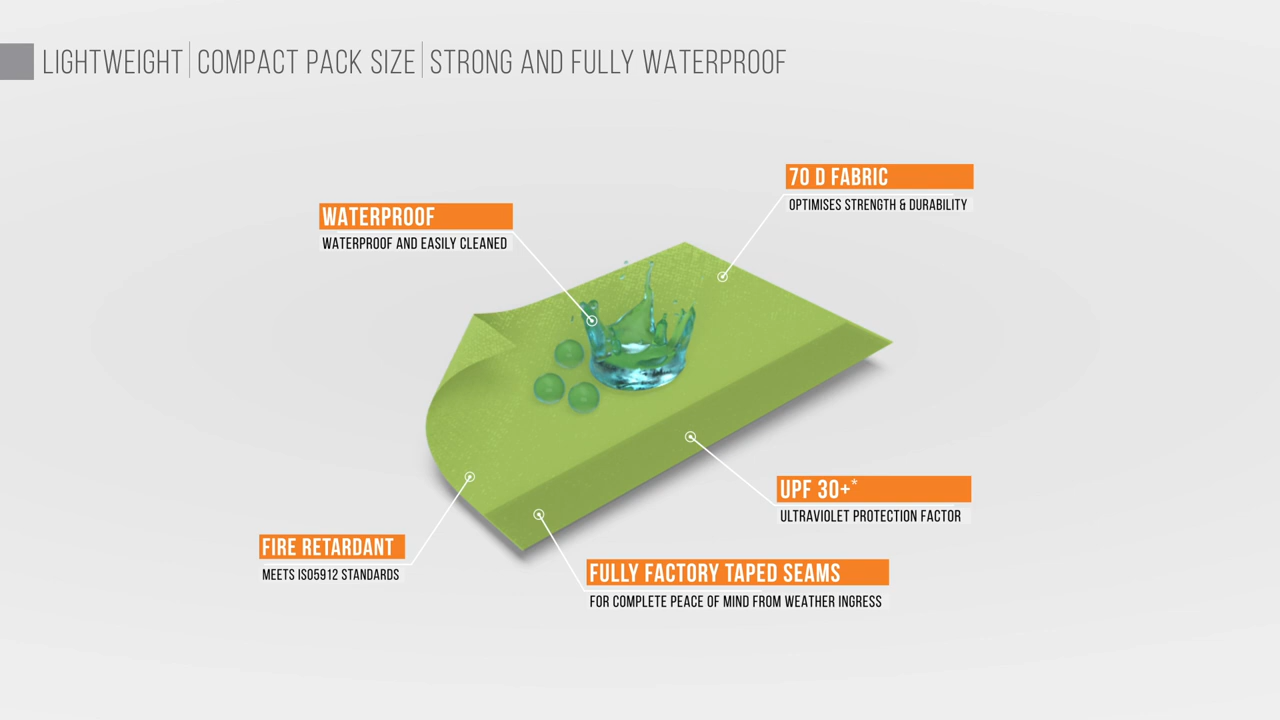 LIGHTWEIGHT | COMPACT PACK SIZE | STRONG AND FULLY WATERPROOF
70 D FABRIC
OPTIMISES STRENGTH & DURABILITY
WATERPROOF
WATERPROOF AND EASILY CLEANED
UPF 30+*
ULTRAVIOLET PROTECTION FACTOR
FIRE RETARDANT
MEETS ISO5912 STANDARDS
FULLY FACTORY TAPED SEAMS
FOR COMPLETE PEACE OF MIND FROM WEATHER INGRESS